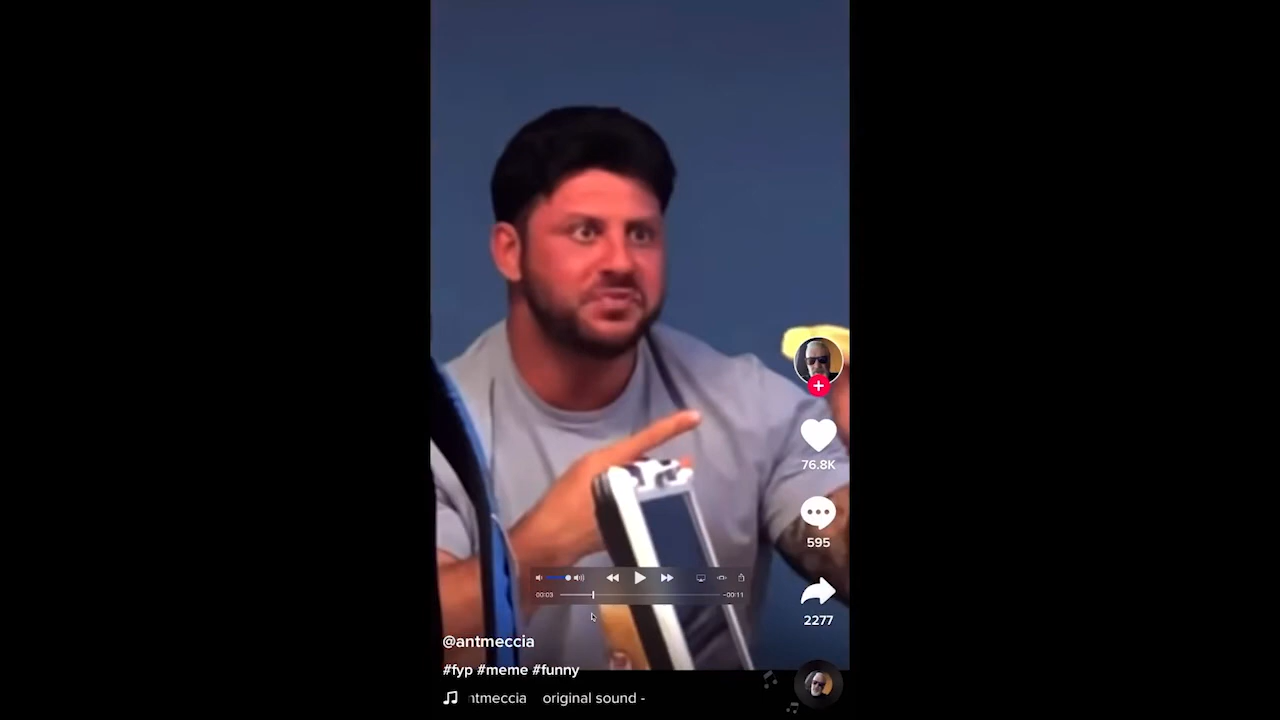 76.8K
595
00:03
-00:11
2277
@antmeccia
#fyp #meme #funny
ntmeccia original sound -